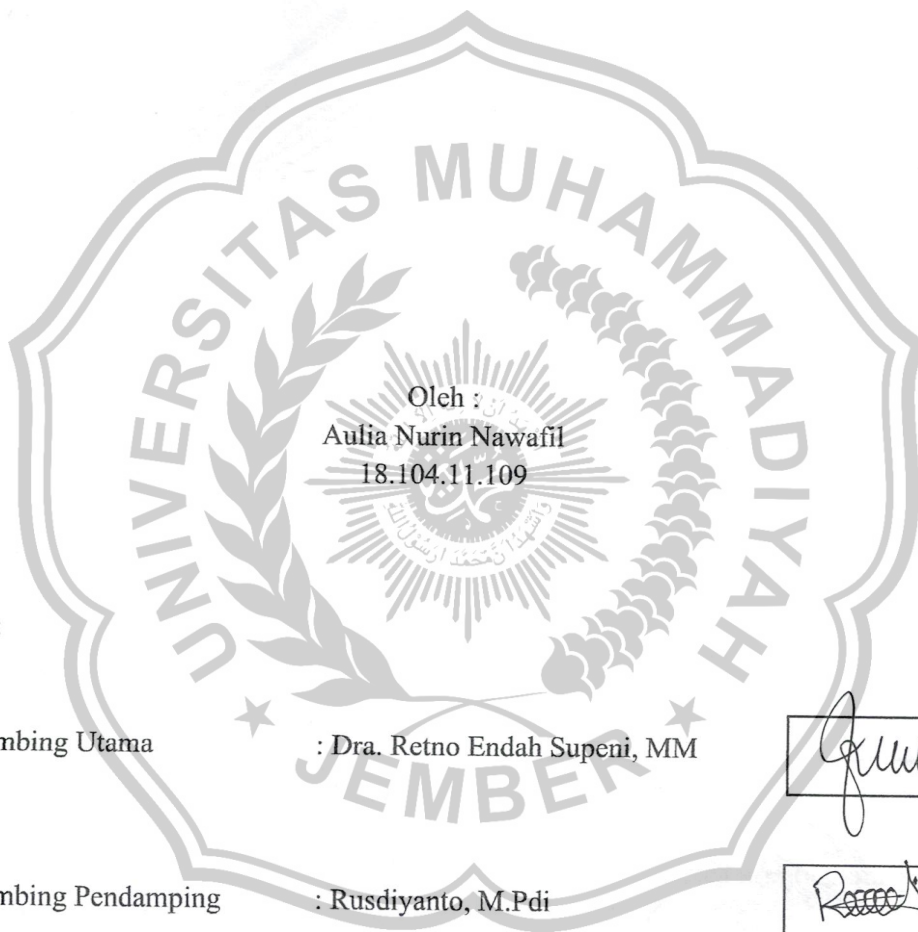 UNIVERSITAS MUHAMMADIYAH
JEMBER
Oleh :
Aulia Nurin Nawafil
18.104.11.109
mbing Utama : Dra. Retno Endah Supeni, MM
mbing Pendamping : Rusdiyanto, M.Pdi